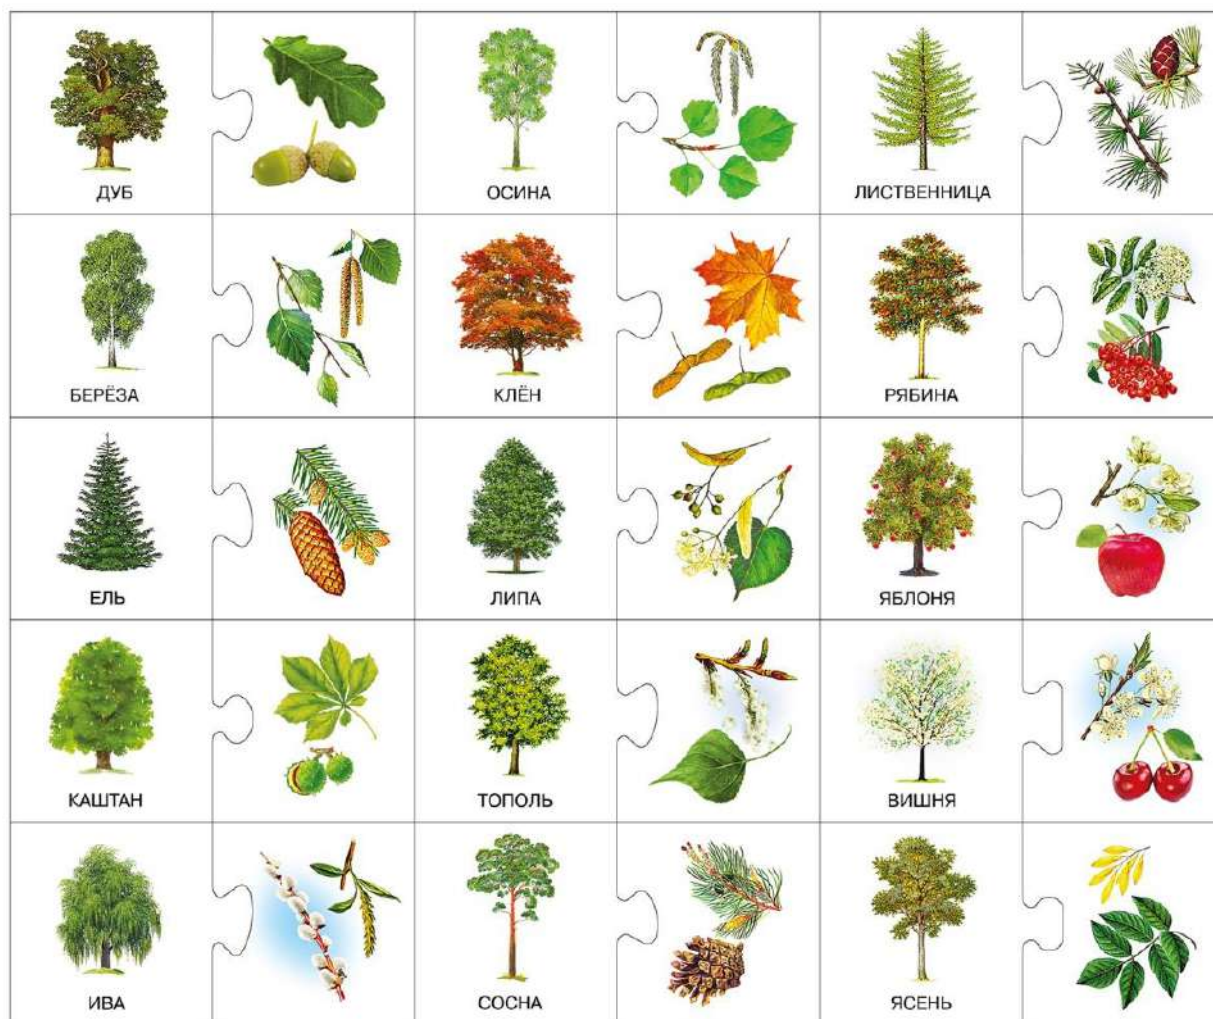 ДУБ
ОСИНА
ЛИСТВЕННИЦА
БЕРЁЗА
КЛЁН
РЯБИНА
ЕЛЬ
ЛИПА
ЯБЛОНЯ
КАШТАН
ТОПОЛЬ
ВИШНЯ
ИВА
СОСНА
ЯСЕНЬ